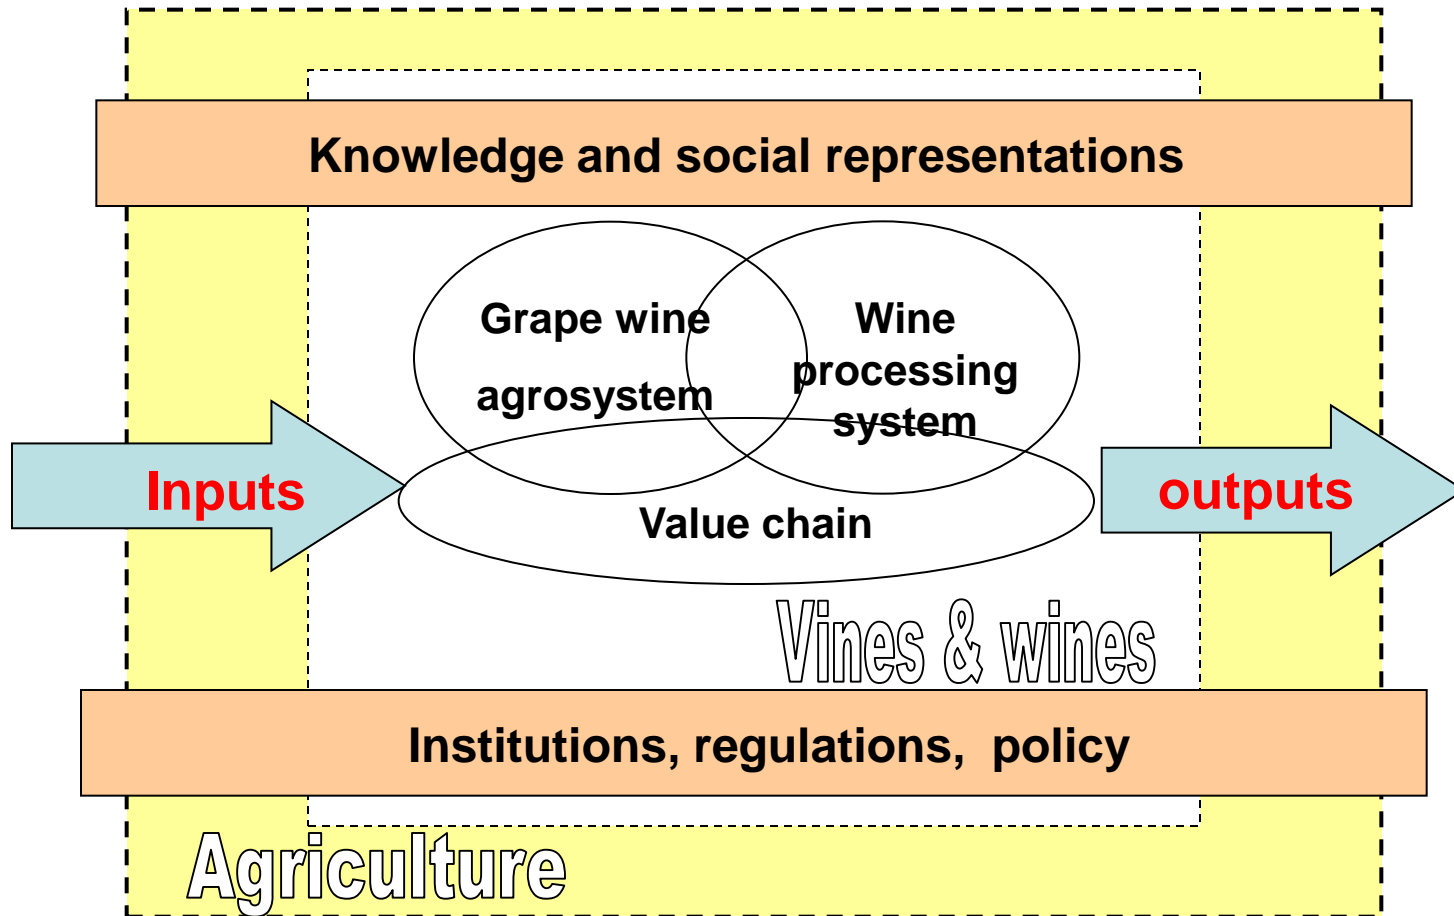 Knowledge and social representations
Grape wine
agrosystem
Wine
processing
system
Inputs
outputs
Value chain
Vines & wines
Institutions, regulations,  policy
Agriculture